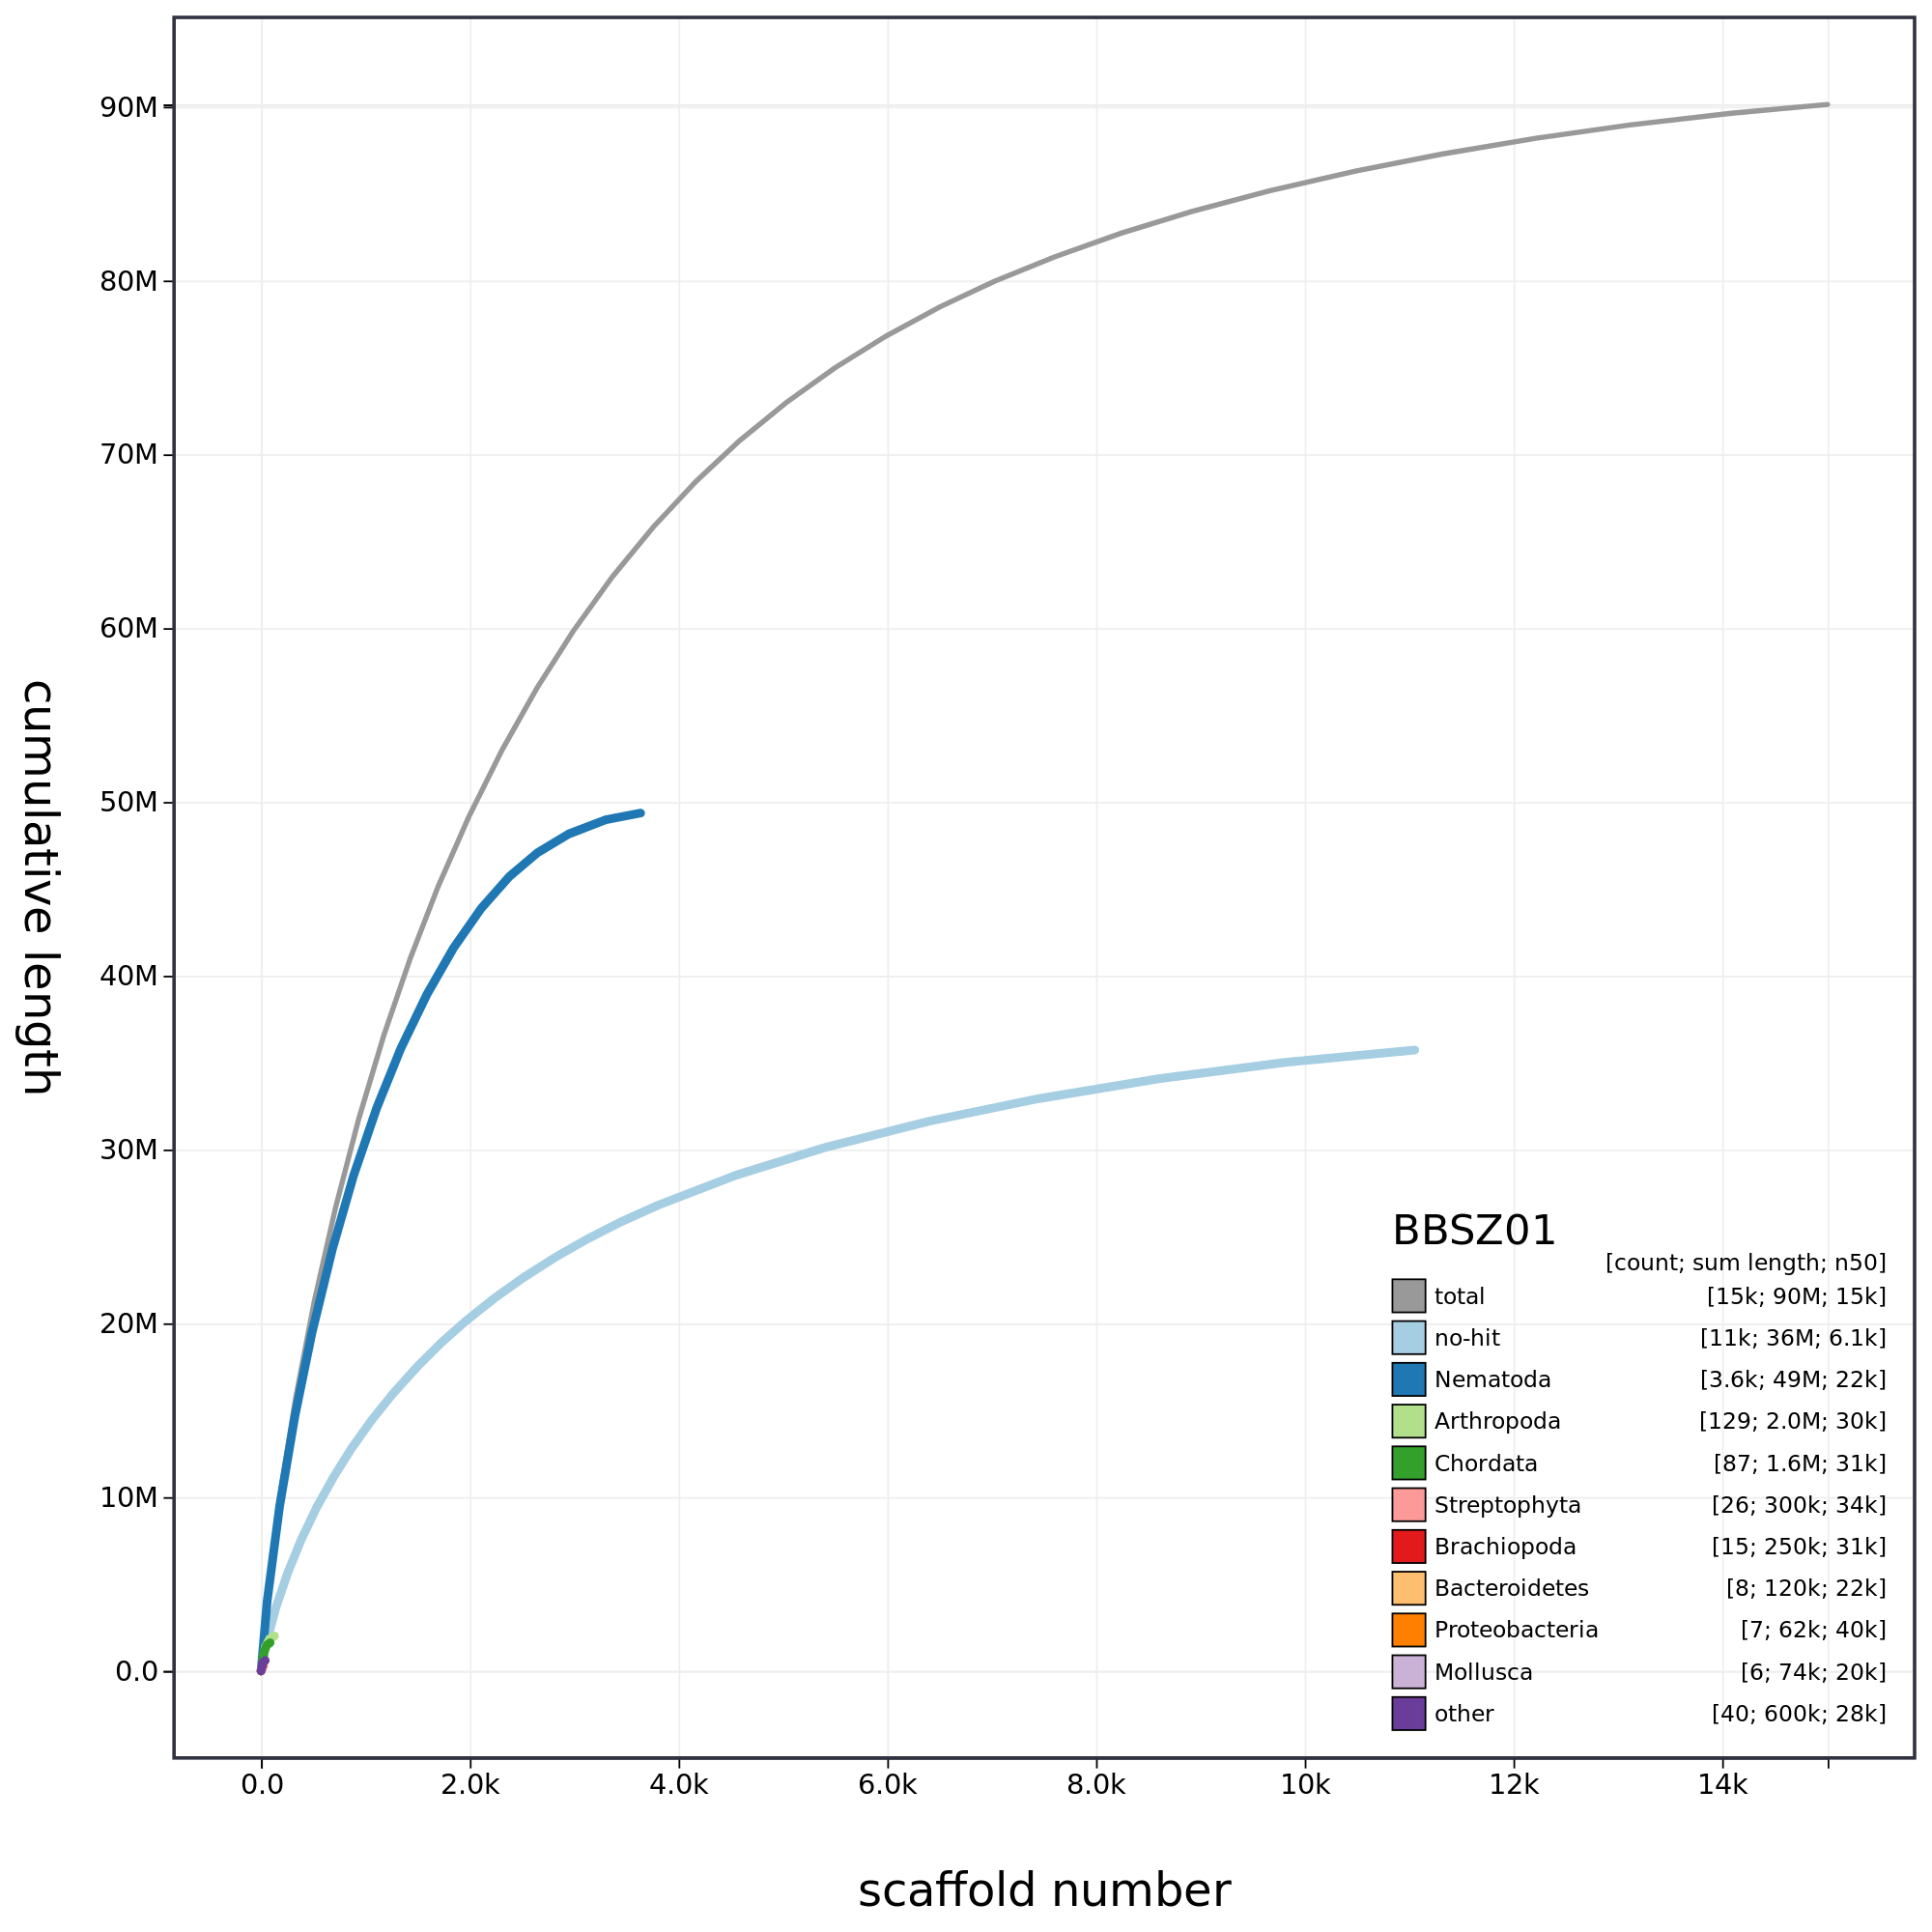 90M
80M
70M
60M
50M
40M
30M
20M
10M
0.0
cumulative length
BBSZ01
[count; sum length; n50]
total [15k; 90M; 15k]
no-hit [11k; 36M; 6.1k]
Nematoda [3.6k; 49M; 22k]
Arthropoda [129; 2.0M; 30k]
Chordata [87; 1.6M; 31k]
Streptophyta [26; 300k; 34k]
Brachiopoda [15; 250k; 31k]
Bacteroidetes [8; 120k; 22k]
Proteobacteria [7; 62k; 40k]
Mollusca [6; 74k; 20k]
other [40; 600k; 28k]
0.0 2.0k 4.0k 6.0k 8.0k 10k 12k 14k
scaffold number